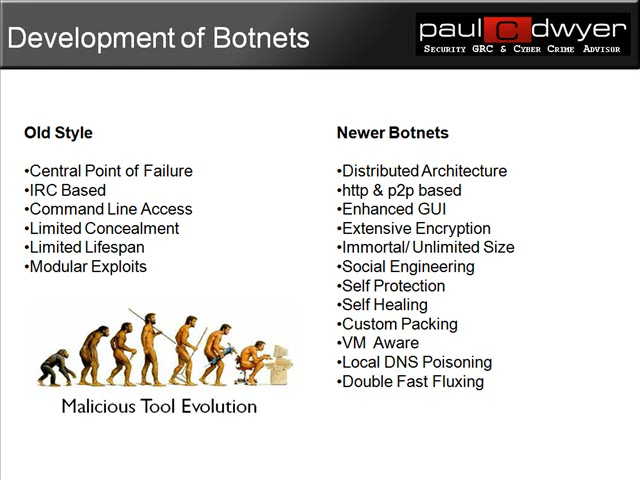 Development of Botnets
paul C dwyer
Security GRC & Cyber Crime Advisor
Old Style
•Central Point of Failure
•IRC Based
•Command Line Access
•Limited Concealment
•Limited Lifespan
•Modular Exploits
Malicious Tool Evolution
Newer Botnets
•Distributed Architecture
•http & p2p based
•Enhanced GUI
•Extensive Encryption
•Immortal/ Unlimited Size
•Social Engineering
•Self Protection
•Self Healing
•Custom Packing
•VM  Aware
•Local DNS Poisoning
•Double Fast Fluxing